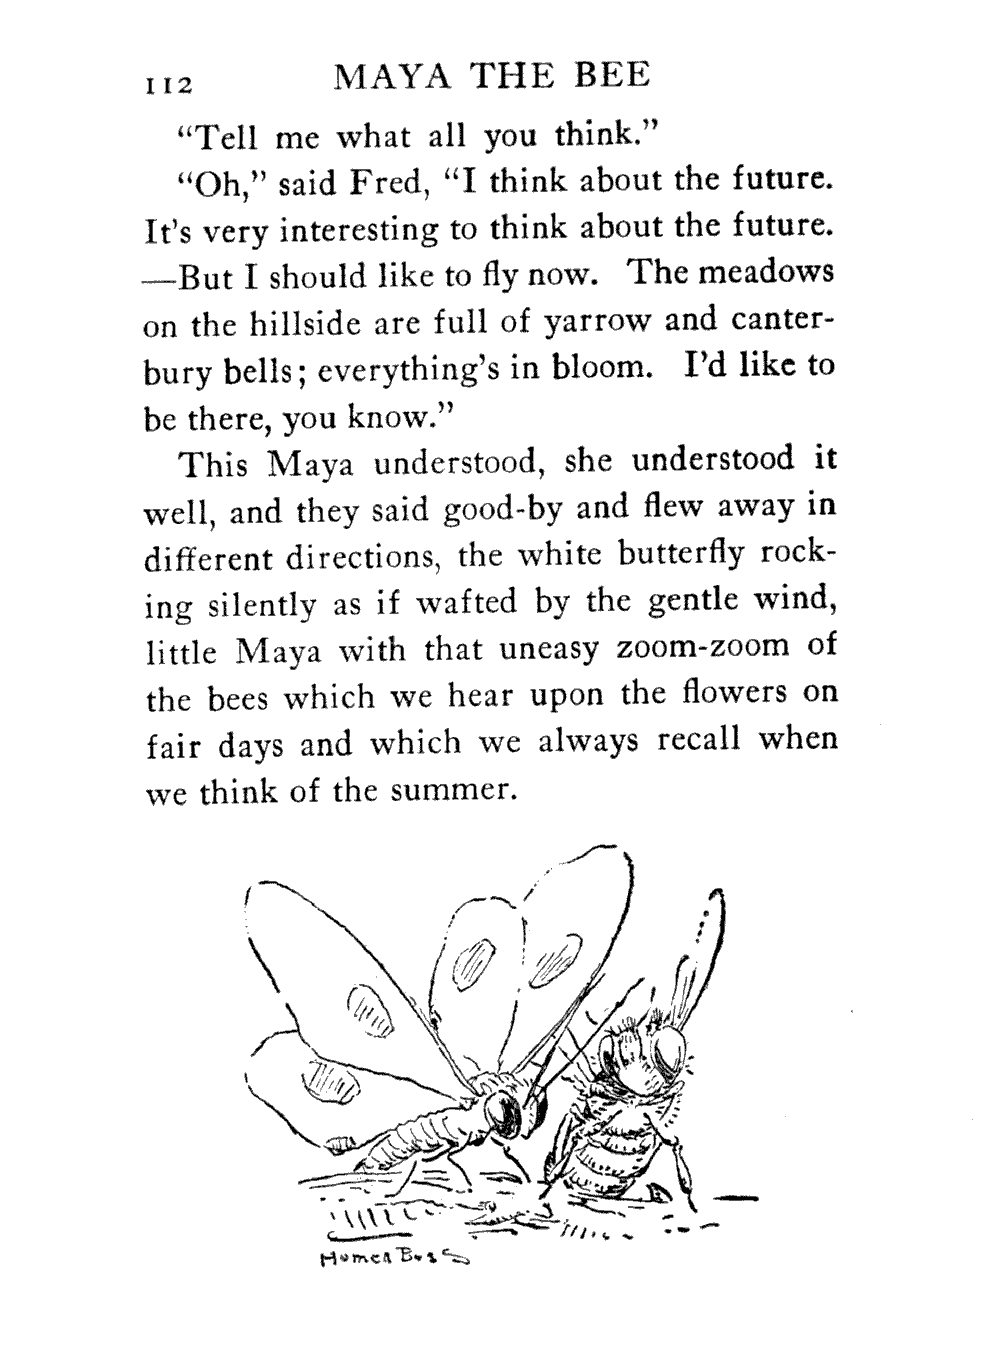 112 MAYA THE BEE
“Tell me what all you think.”
“Oh,” said Fred, “I think about the future.
It’s very interesting to think about the future.
—But I should like to fly now. The meadows
on the hillside are full of yarrow and canter-
bury bells; everything’s in bloom. I’d like to
be there, you know.”
This Maya understood, she understood it
well, and they said good-by and flew away in
different directions, the white butterfly rock-
ing silently as if wafted by the gentle wind,
little Maya with that uneasy zoom-zoom of
the bees which we hear upon the flowers on
fair days and which we always recall when
we think of the summer.
Homer Boss